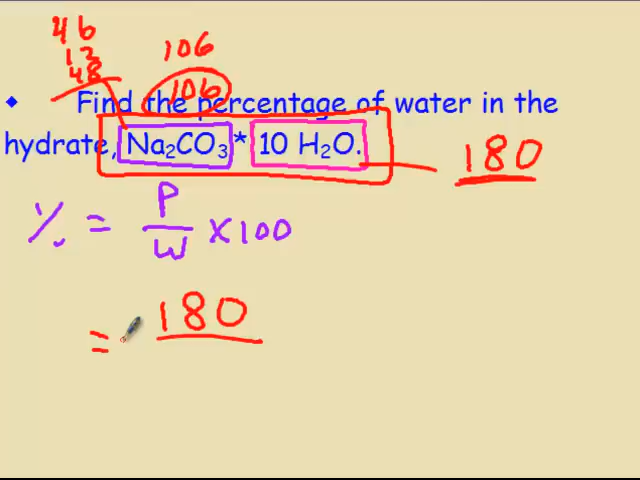 46
12
48
106
106
• Find the percentage of water in the
hydrate, Na₂CO₃* 10 H₂O.
180
% = P/W x 100
= 180